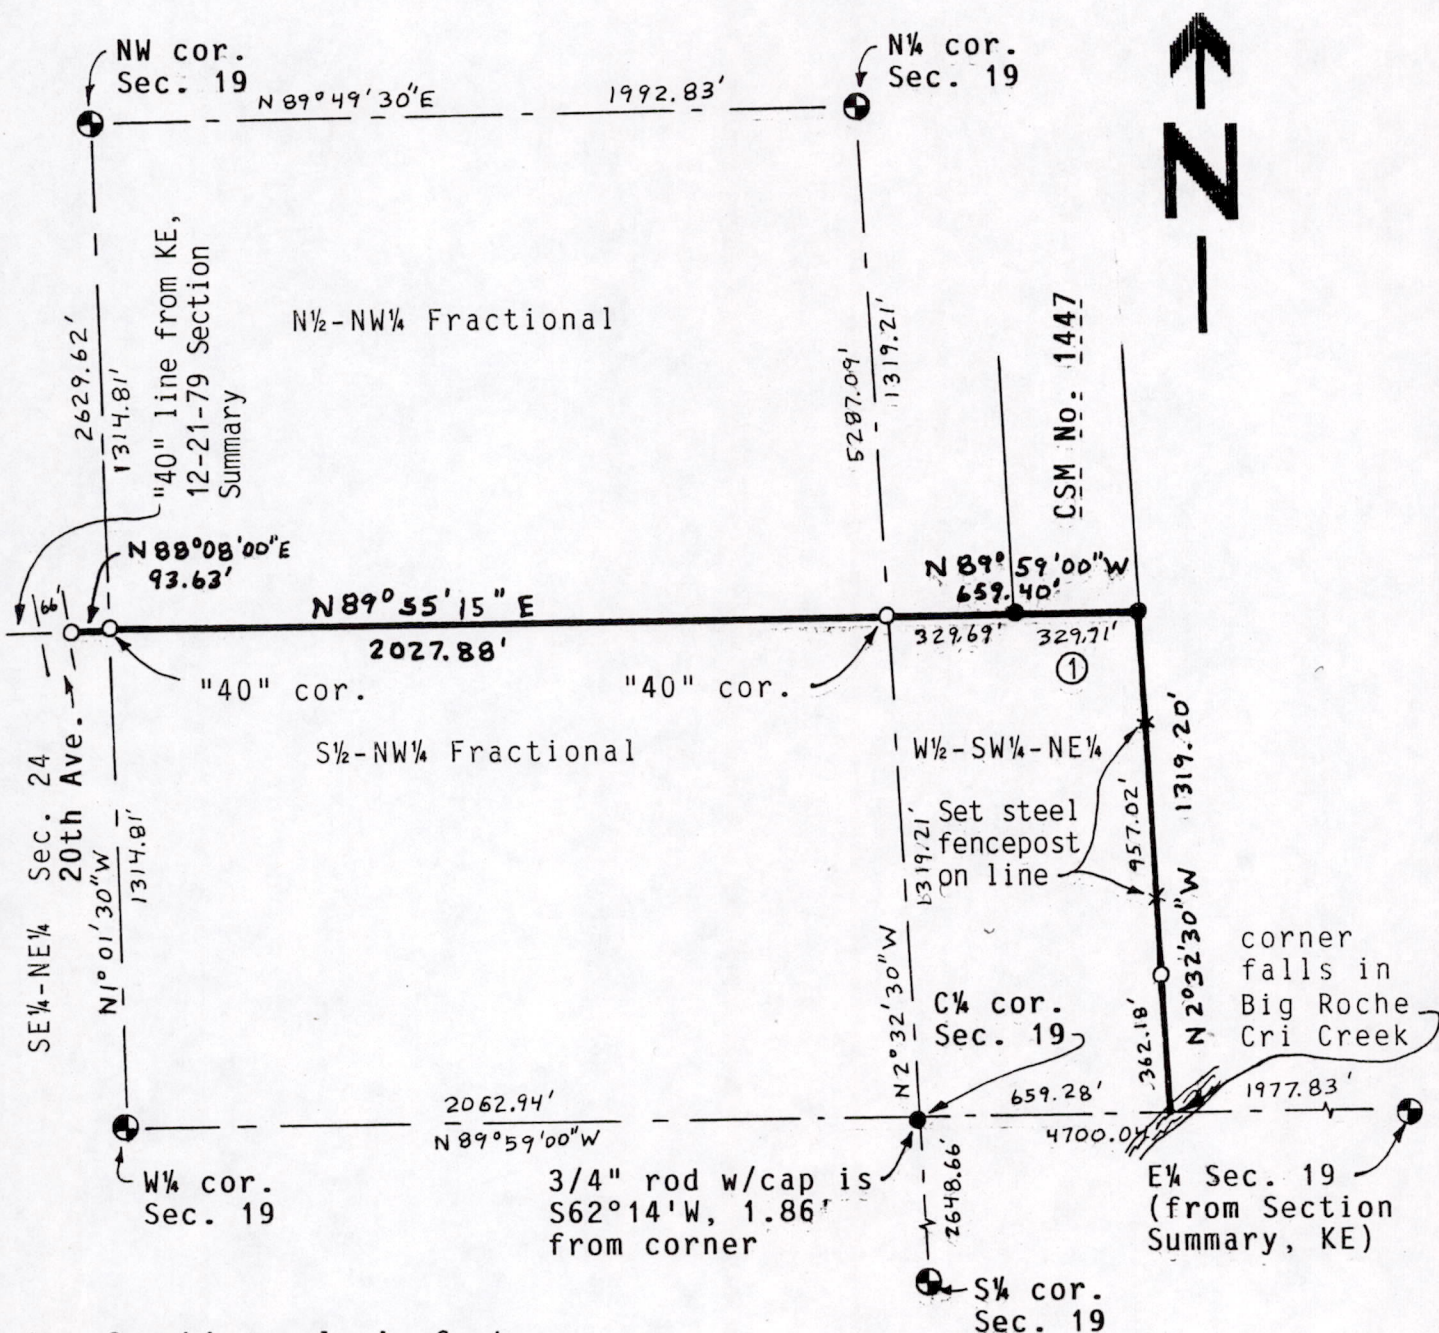 NW cor.
Sec. 19
N 89°49'30"E
1992.83'
N¼ cor.
Sec. 19
N
2629.62'
1314.81'
"40" line from KE,
12-21-79 Section
Summary
N½-NW¼ Fractional
5287.09'
1319.21'
CSM No. 1447
N 88°08'00"E
93.63'
66'
N 89°55'15" E
2027.88'
N 89°59'00"W
659.40'
329.69'
329.71'
1
"40" cor.
"40" cor.
SE¼-NE¼ Sec. 24
20th Ave.
S½-NW¼ Fractional
W½-SW¼-NE¼
1319.20'
Set steel
fencepost
on line
957.02'
N1°01'30"W
1314.81'
1319.21'
N 2°32'30"W
N 2°32'30"W
362.18'
corner
falls in
Big Roche
Cri Creek
C¼ cor.
Sec. 19
2062.94'
N 89°59'00"W
659.28'
1977.83'
4700.04
W¼ cor.
Sec. 19
3/4" rod w/cap is
S62°14'W, 1.86'
from corner
2648.66'
E¼ Sec. 19
(from Section
Summary, KE)
S¼ cor.
Sec. 19